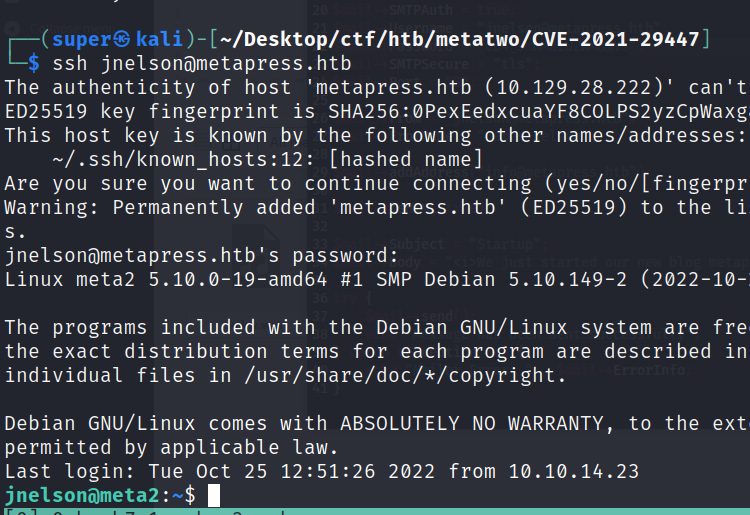 ┌──(super㉿kali)-[~/Desktop/ctf/htb/metatwo/CVE-2021-29447]
└─$ ssh jnelson@metapress.htb
The authenticity of host 'metapress.htb (10.129.28.222)' can't
ED25519 key fingerprint is
This host key is known by the following other names/addresses:
~/.ssh/known_hosts:12: [hashed name]
Are you sure you want to continue connecting (yes/no/[fingerpr
Warning: Permanently added 'metapress.htb' (ED25519) to the li
s.
jnelson@metapress.htb's password:
Linux meta2 5.10.0-19-amd64 #1 SMP Debian 5.10.149-2 (2022-10-
The programs included with the Debian GNU/Linux system are fre
the exact distribution terms for each program are described in
individual files in /usr/share/doc/*/copyright.
Debian GNU/Linux comes with ABSOLUTELY NO WARRANTY, to the ext
permitted by applicable law.
Last login: Tue Oct 25 12:51:26 2022 from 10.10.14.23
jnelson@meta2:~$